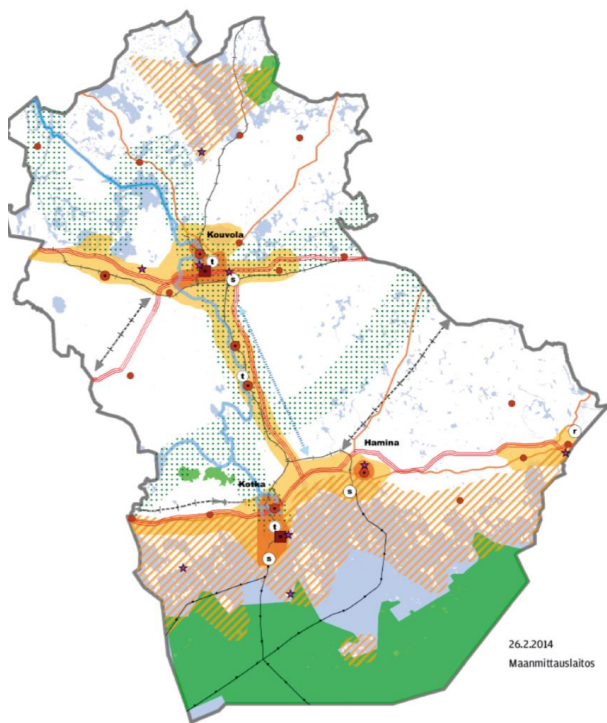 Kouvola
t
s
t
r
Hamina
s
Kotka
t
s
26.2.2014
Maanmittauslaitos